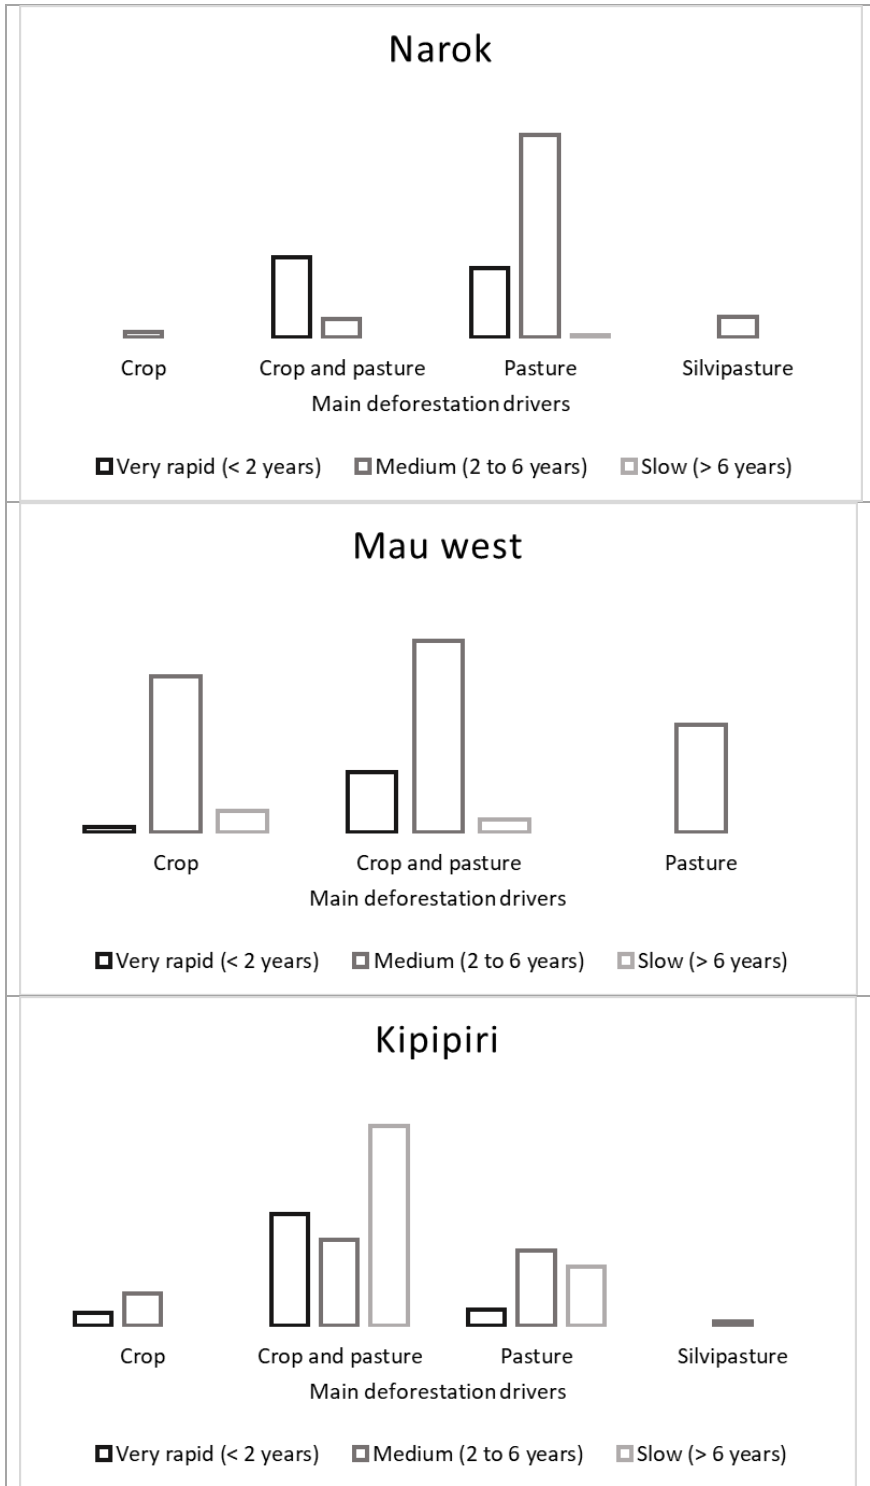 Narok
Crop Crop and pasture Pasture Silvipasture
Main deforestation drivers
Very rapid (< 2 years) Medium (2 to 6 years) Slow (> 6 years)
Mau west
Crop Crop and pasture Pasture
Main deforestation drivers
Very rapid (< 2 years) Medium (2 to 6 years) Slow (> 6 years)
Kipipiri
Crop Crop and pasture Pasture Silvipasture
Main deforestation drivers
Very rapid (< 2 years) Medium (2 to 6 years) Slow (> 6 years)